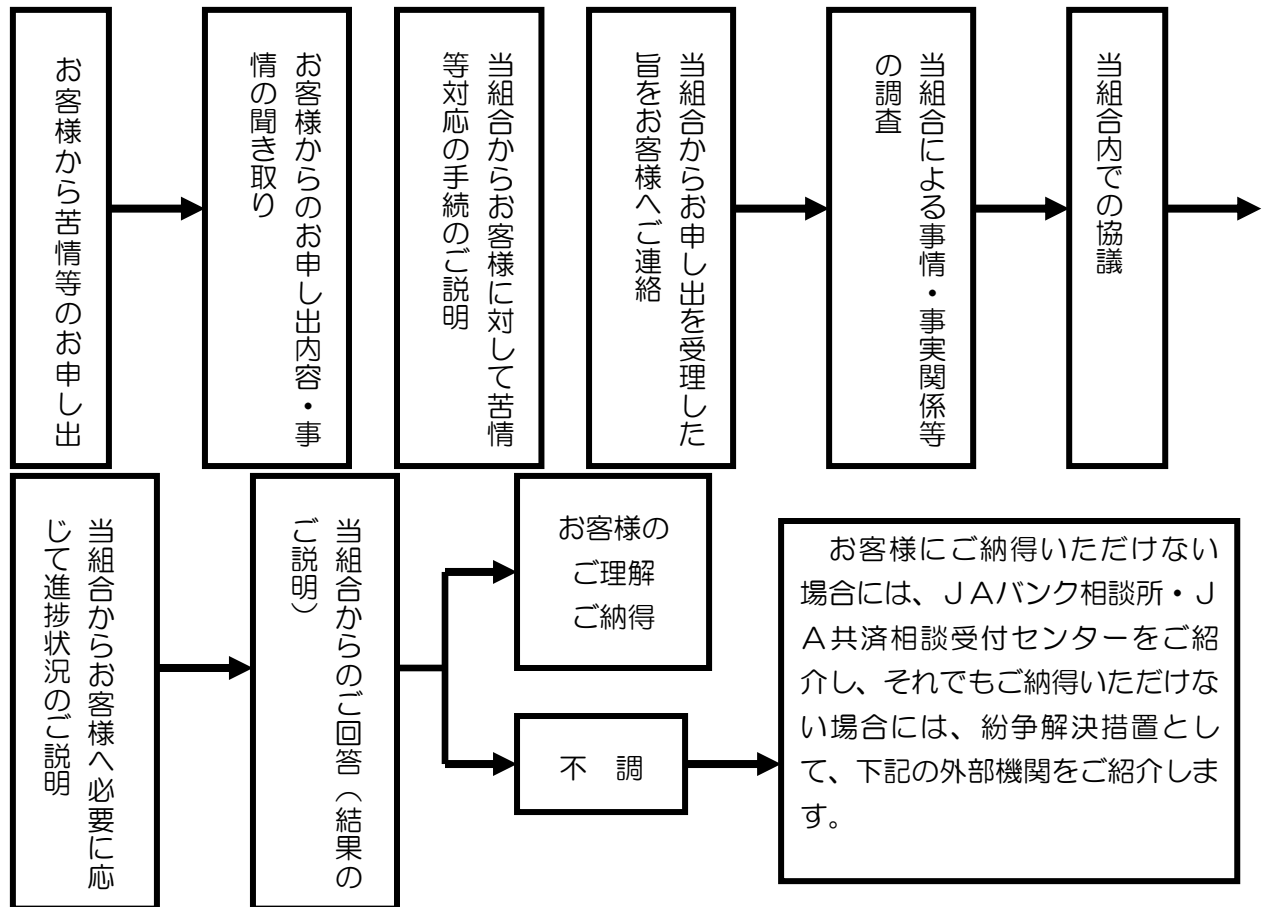 お客様から苦情等のお申し出
お客様からのお申し出内容・事
情の聞き取り
当組合からお客様に対して苦情
等対応の手続のご説明
当組合からお申し出を受理した
旨をお客様へご連絡
当組合による事情・事実関係等
の調査
当組合内での協議
当組合からお客様へ必要に応
じて進捗状況のご説明
当組合からのご回答（結果の
ご説明）
お客様の
ご理解
ご納得
不　調
　お客様にご納得いただけない
場合には、ＪＡバンク相談所・Ｊ
Ａ共済相談受付センターをご紹
介し、それでもご納得いただけな
い場合には、紛争解決措置とし
て、下記の外部機関をご紹介しま
す。